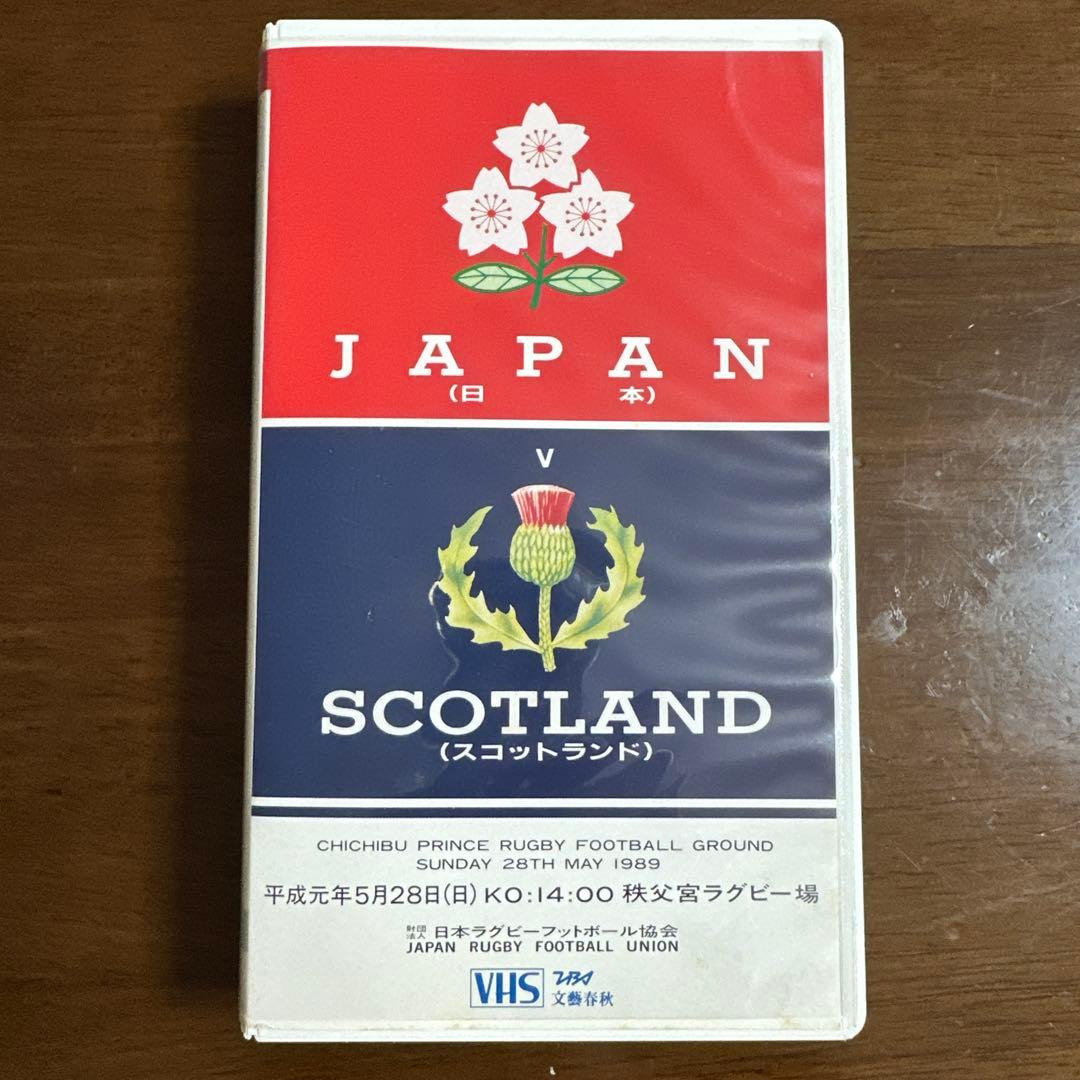 JAPAN
(日 本)
V
SCOTLAND
(スコットランド)
CHICHIBU PRINCE RUGBY FOOTBALL GROUND
SUNDAY 28TH MAY 1989
平成元年5月28日(日) KO:14:00 秩父宮ラグビー場
財団法人 日本ラグビーフットボール協会
JAPAN RUGBY FOOTBALL UNION
VHS
文藝春秋